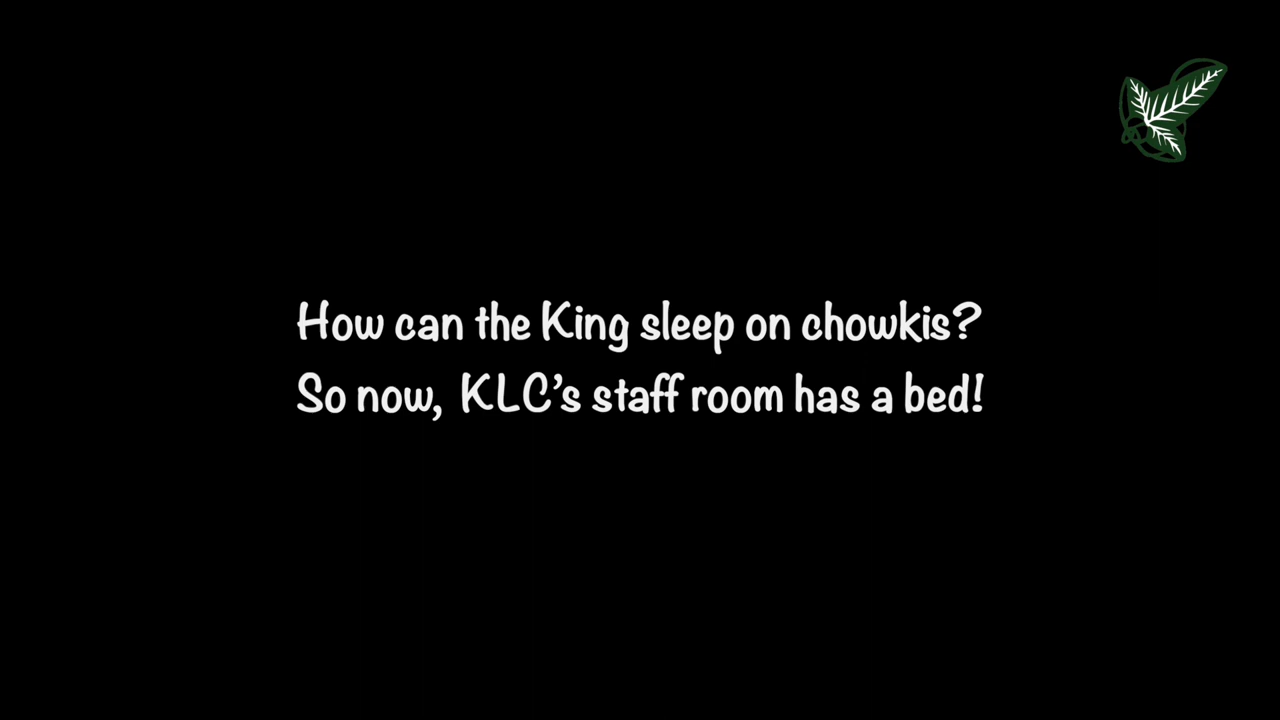 How can the King sleep on chowkis?
So now, KLC’s staff room has a bed!